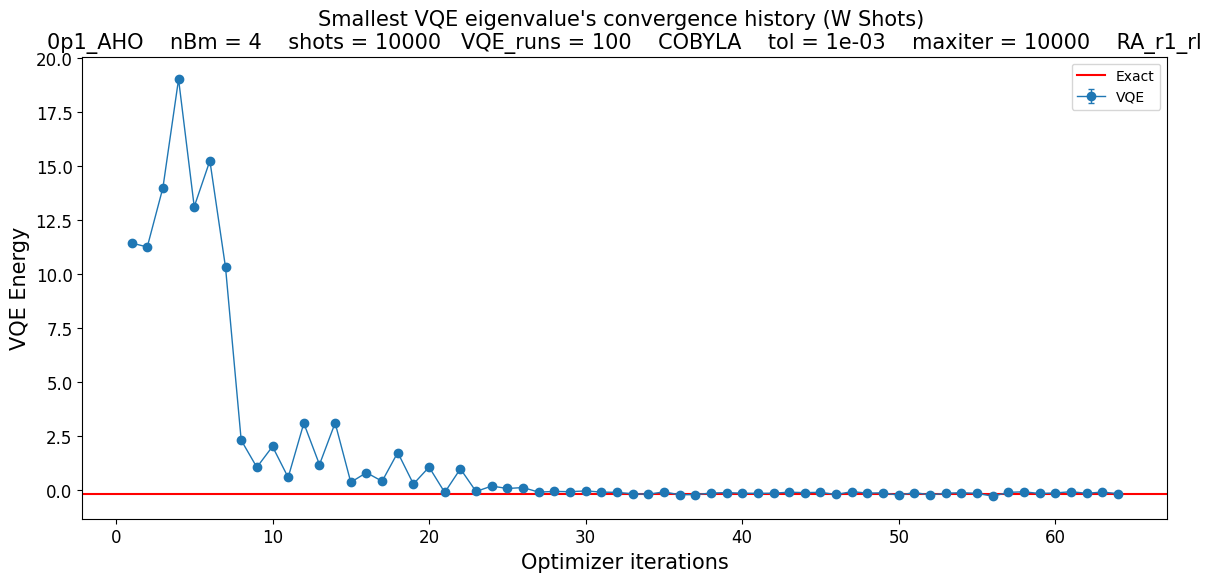 Smallest VQE eigenvalue's convergence history (W Shots)
0p1_AHO nBm = 4 shots = 10000 VQE_runs = 100 COBYLA tol = 1e-03 maxiter = 10000 RA_r1_rl
Exact
VQE
VQE Energy
20.0
17.5
15.0
12.5
10.0
7.5
5.0
2.5
0.0
0 10 20 30 40 50 60
Optimizer iterations